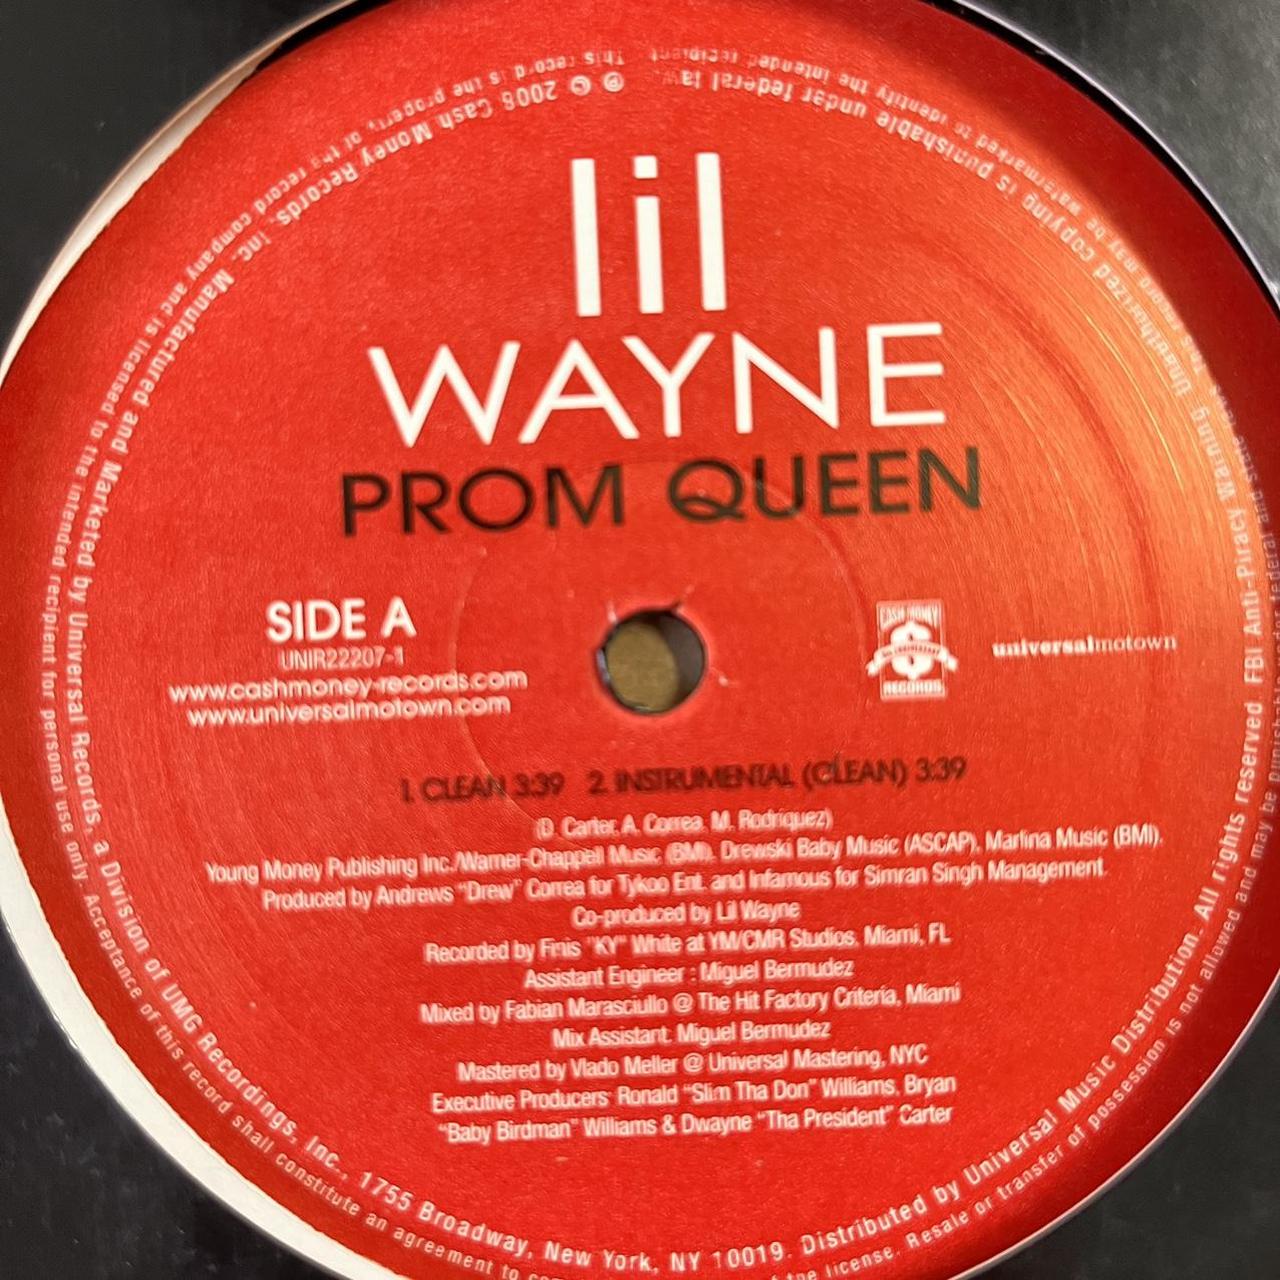 lil
WAYNE
PROM QUEEN
SIDE A
UNIR22207-1
www.cashmoney-records.com
www.universalmotown.com
CASH MONEY
RECORDS
universalmotown
1. CLEAN 3:39 2. INSTRUMENTAL (CLEAN) 3:39
(D. Carter, A. Correa, M. Rodriquez)
Young Money Publishing Inc./Warner-Chappell Music (BMI), Drewski Baby Music (ASCAP), Marlina Music (BMI).
Produced by Andrews "Drew" Correa for Tykoo Ent. and Infamous for Simran Singh Management.
Co-produced by Lil Wayne
Recorded by Finis "KY" White at YM/CMR Studios, Miami, FL
Assistant Engineer : Miguel Bermudez
Mixed by Fabian Marasciullo @ The Hit Factory Criteria, Miami
Mix Assistant: Miguel Bermudez
Mastered by Vlado Meller @ Universal Mastering, NYC
Executive Producers: Ronald "Slim Tha Don" Williams, Bryan
"Baby Birdman" Williams & Dwayne "Tha President" Carter
℗ © 2008 Cash Money Records, Inc. Manufactured and Marketed by Universal Records, a Division of UMG Recordings, Inc., 1755 Broadway, New York, NY 10019. Distributed by Universal Music Distribution. All rights reserved. FBI Anti-Piracy Warning: Unauthorized copying is punishable under federal law
This record is the property of the record company and is licensed to the intended recipient for personal use only. Acceptance of this record shall constitute an agreement to the license. Resale or transfer of possession is not allowed and may be punishable federal and state This record may be watermarked to identify the intended recipient